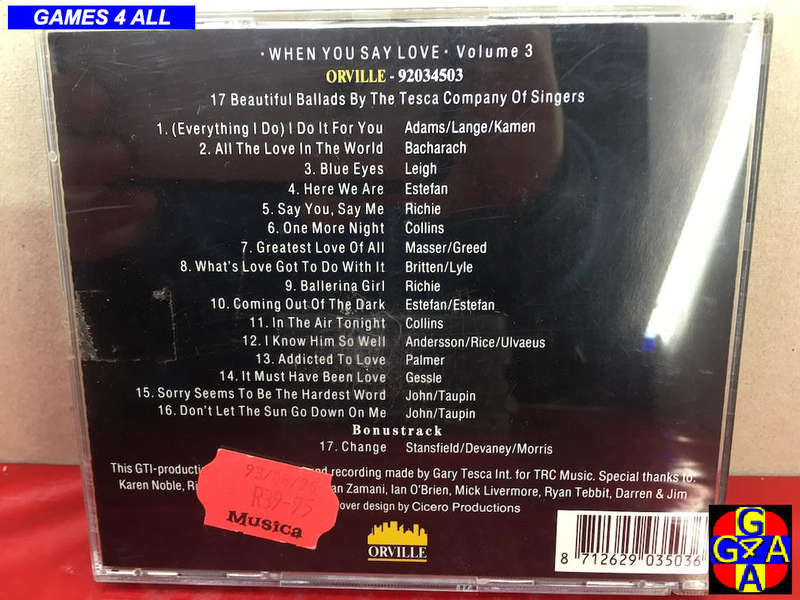 GAMES 4 ALL
· WHEN YOU SAY LOVE · Volume 3
ORVILLE - 92034503
17 Beautiful Ballads By The Tesca Company Of Singers
1. (Everything I Do) I Do It For You Adams/Lange/Kamen
2. All The Love In The World Bacharach
3. Blue Eyes Leigh
4. Here We Are Estefan
5. Say You, Say Me Richie
6. One More Night Collins
7. Greatest Love Of All Masser/Greed
8. What's Love Got To Do With It Britten/Lyle
9. Ballerina Girl Richie
10. Coming Out Of The Dark Estefan/Estefan
11. In The Air Tonight Collins
12. I Know Him So Well Andersson/Rice/Ulvaeus
13. Addicted To Love Palmer
14. It Must Have Been Love Gessle
15. Sorry Seems To Be The Hardest Word John/Taupin
16. Don't Let The Sun Go Down On Me John/Taupin
Bonustrack
17. Change Stansfield/Devaney/Morris
This GTI-production recording made by Gary Tesca Int. for TRC Music. Special thanks to:
Karen Noble, Zamani, Ian O'Brien, Mick Livermore, Ryan Tebbit, Darren & Jim
design by Cicero Productions
Musica
ORVILLE
8 712629 035036
G4A
G4A